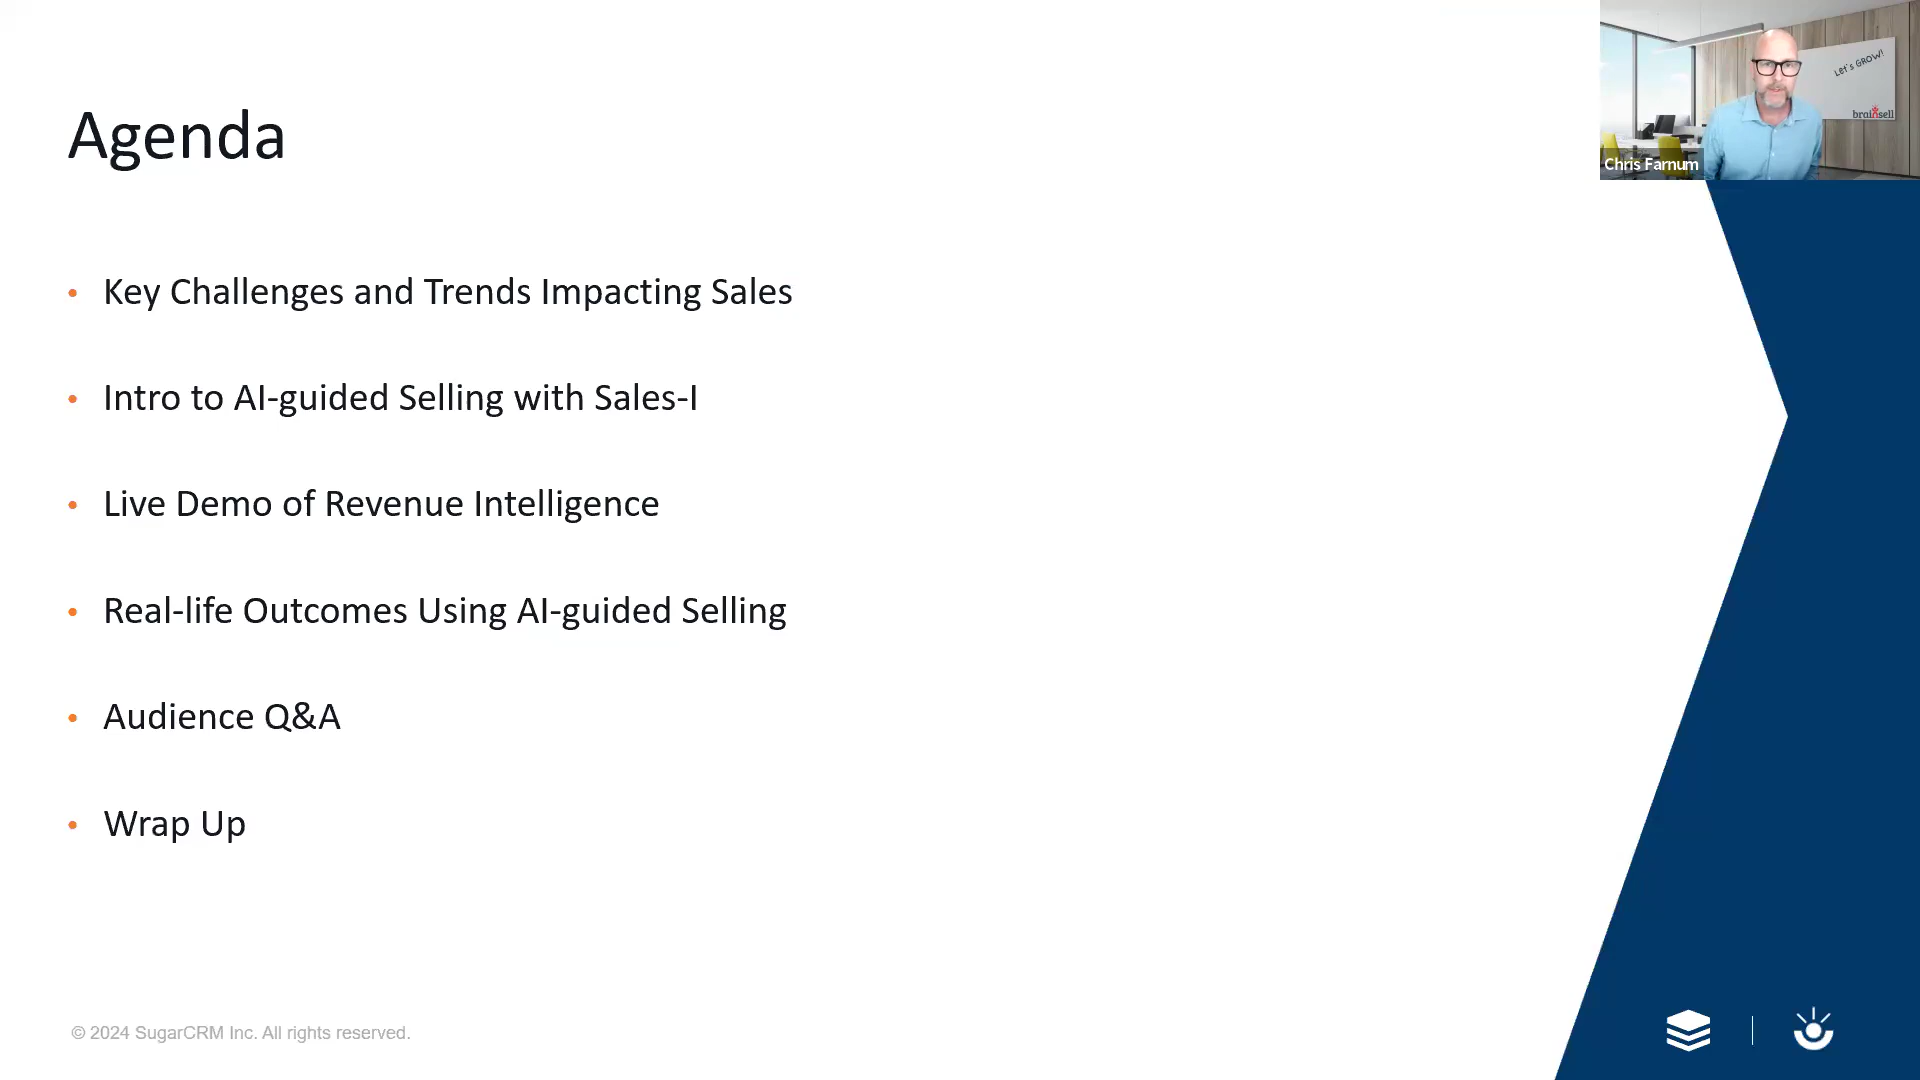 Agenda
Let's GROW!
brainsell
Chris Farnum
• Key Challenges and Trends Impacting Sales
• Intro to AI-guided Selling with Sales-I
• Live Demo of Revenue Intelligence
• Real-life Outcomes Using AI-guided Selling
• Audience Q&A
• Wrap Up
© 2024 SugarCRM Inc. All rights reserved.